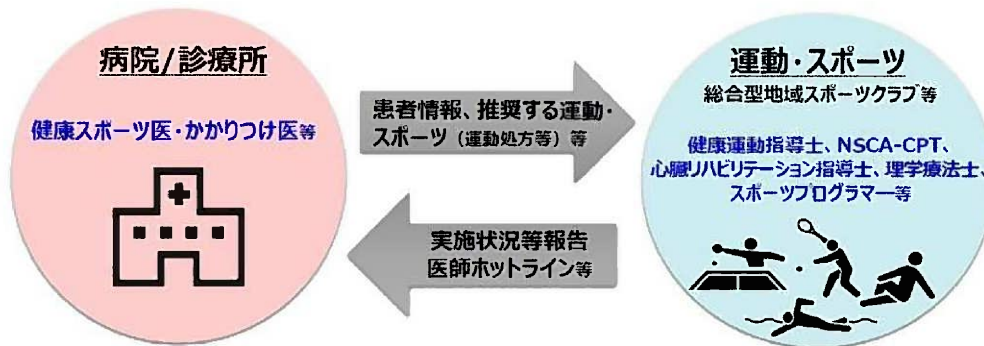 病院/診療所
健康スポーツ医・かかりつけ医等
患者情報、推奨する運動・
スポーツ（運動処方等）等
実施状況等報告
医師ホットライン等
運動・スポーツ
総合型地域スポーツクラブ等
健康運動指導士、NSCA-CPT、
心臓リハビリテーション指導士、理学療法士、
スポーツプログラマー等